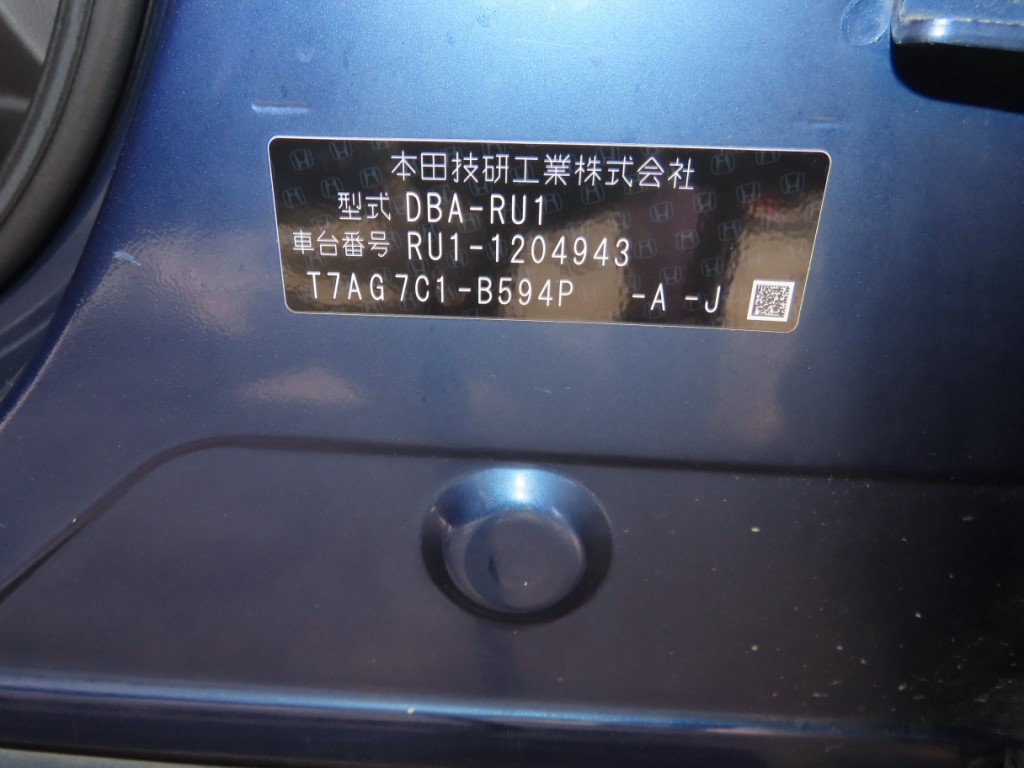 本田技研工業株式会社
型式 DBA-RU1
車台番号 RU1-1204943
T7AG7C1-B594P -A -J